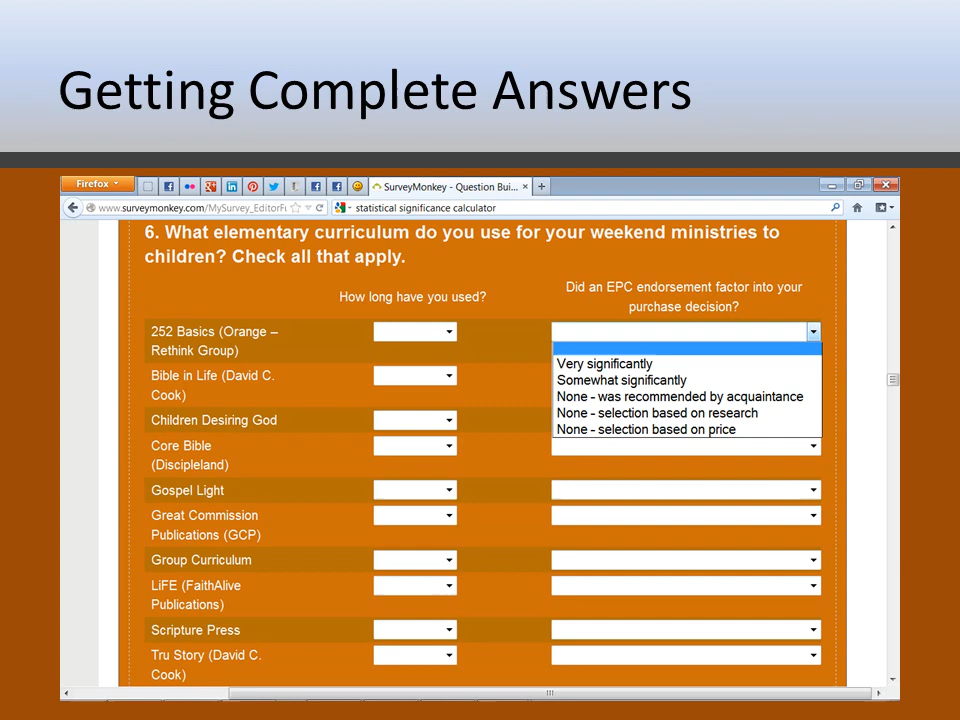 Getting Complete Answers
Firefox
SurveyMonkey - Question Bui...
www.surveymonkey.com/MySurvey_EditorFu
statistical significance calculator
6. What elementary curriculum do you use for your weekend ministries to
children? Check all that apply.
How long have you used?
Did an EPC endorsement factor into your
purchase decision?
252 Basics (Orange –
Rethink Group)
Very significantly
Somewhat significantly
None - was recommended by acquaintance
None - selection based on research
None - selection based on price
Bible in Life (David C.
Cook)
Children Desiring God
Core Bible
(Discipleland)
Gospel Light
Great Commission
Publications (GCP)
Group Curriculum
LiFE (FaithAlive
Publications)
Scripture Press
Tru Story (David C.
Cook)